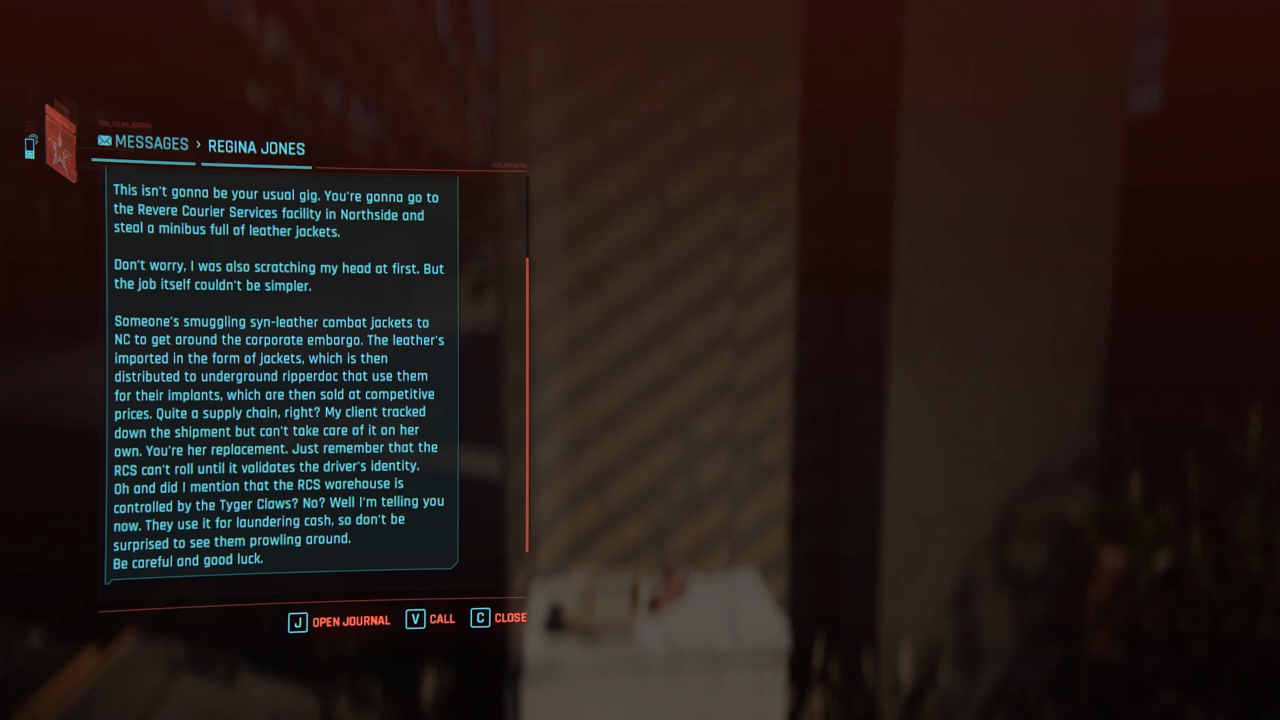 MESSAGES › REGINA JONES
This isn't gonna be your usual gig. You're gonna go to
the Revere Courier Services facility in Northside and
steal a minibus full of leather jackets.
Don't worry, I was also scratching my head at first. But
the job itself couldn't be simpler.
Someone's smuggling syn-leather combat jackets to
NC to get around the corporate embargo. The leather's
imported in the form of jackets, which is then
distributed to underground ripperdoc that use them
for their implants, which are then sold at competitive
prices. Quite a supply chain, right? My client tracked
down the shipment but can't take care of it on her
own. You're her replacement. Just remember that the
RCS can't roll until it validates the driver's identity.
Oh and did I mention that the RCS warehouse is
controlled by the Tyger Claws? No? Well I'm telling you
now. They use it for laundering cash, so don't be
surprised to see them prowling around.
Be careful and good luck.
J OPEN JOURNAL V CALL C CLOSE